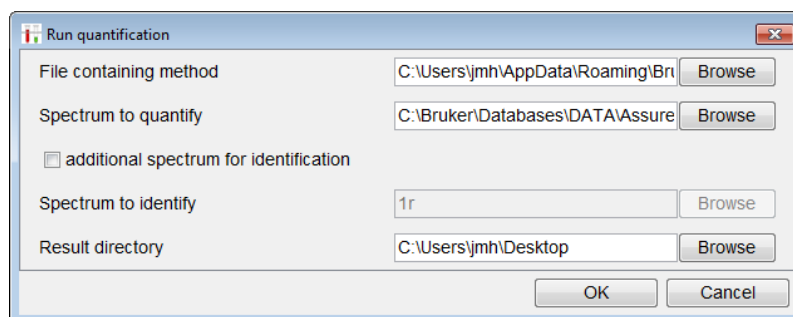 Run quantification
File containing method C:\Users\jmh\AppData\Roaming\Bru Browse
Spectrum to quantify C:\Bruker\Databases\DATA\Assure Browse
additional spectrum for identification
Spectrum to identify 1r Browse
Result directory C:\Users\jmh\Desktop Browse
OK Cancel